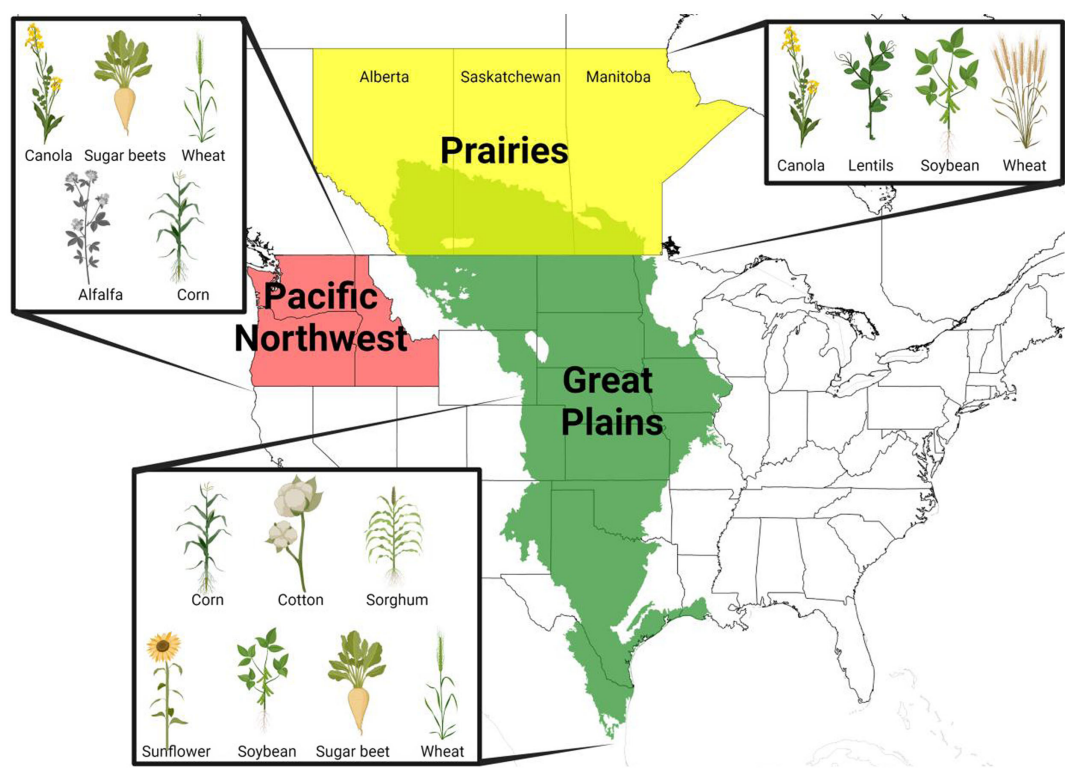 Canola Sugar beets Wheat
Alfalfa Corn
Alberta Saskatchewan Manitoba
Prairies
Canola Lentils Soybean Wheat
Pacific
Northwest
Great
Plains
Corn Cotton Sorghum
Sunflower Soybean Sugar beet Wheat